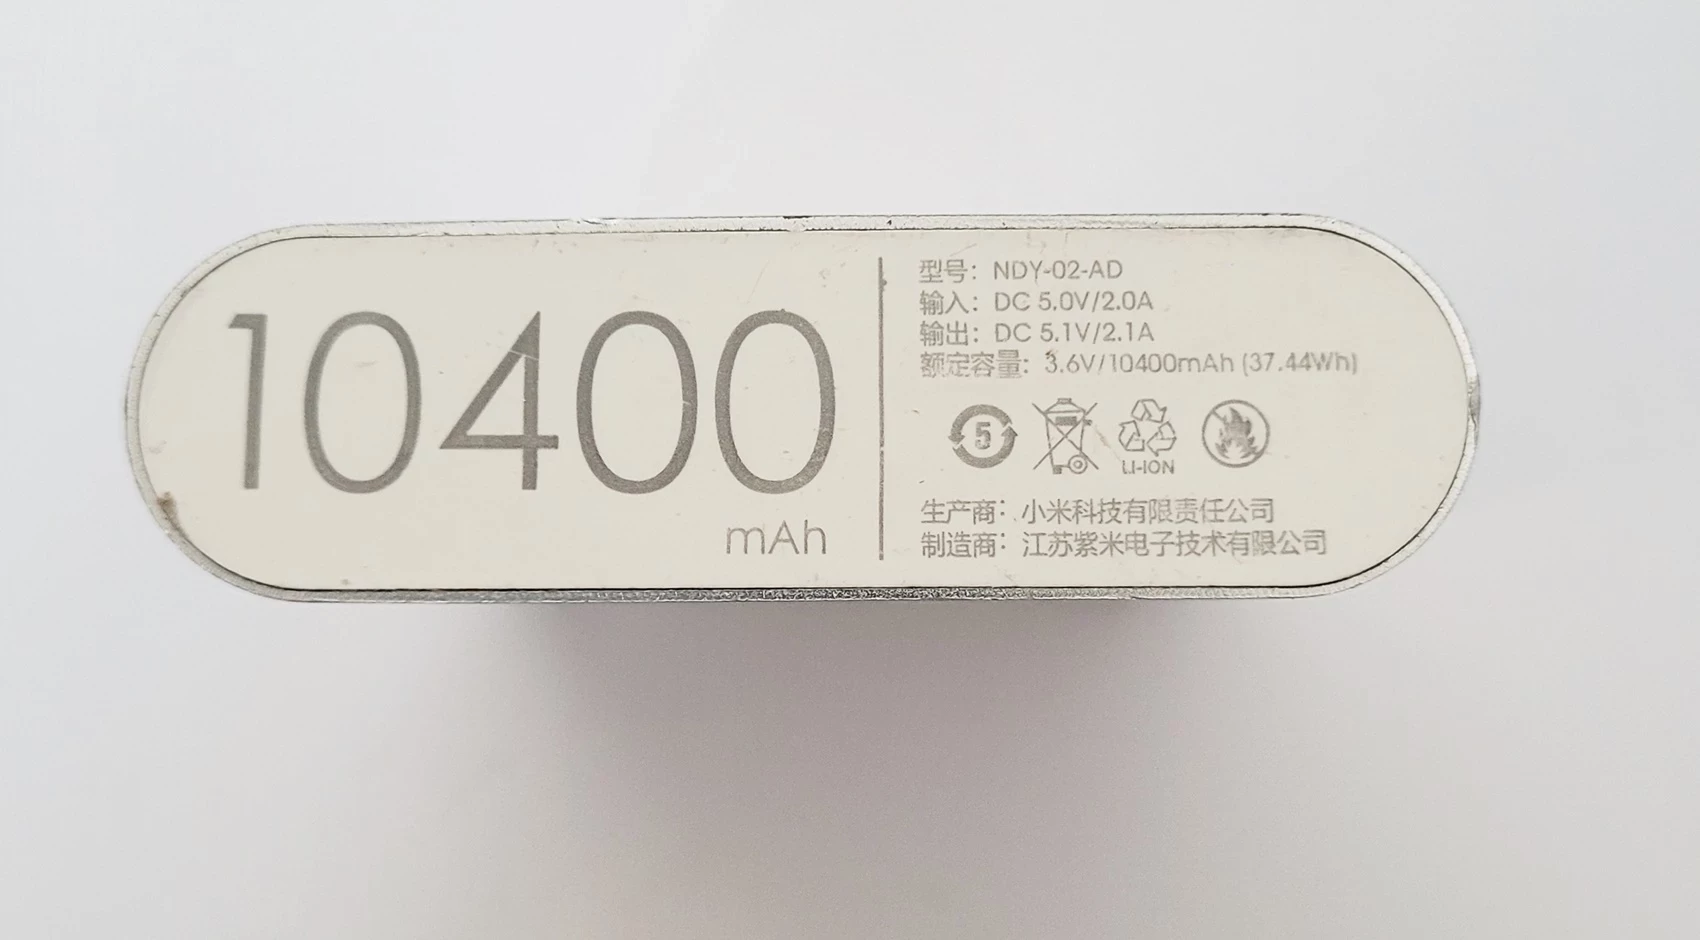 10400
mAh
型号：NDY-02-AD
输入：DC 5.0V/2.0A
输出：DC 5.1V/2.1A
额定容量：3.6V/10400mAh (37.44Wh)
5
LI-ION
生产商：小米科技有限责任公司
制造商：江苏紫米电子技术有限公司